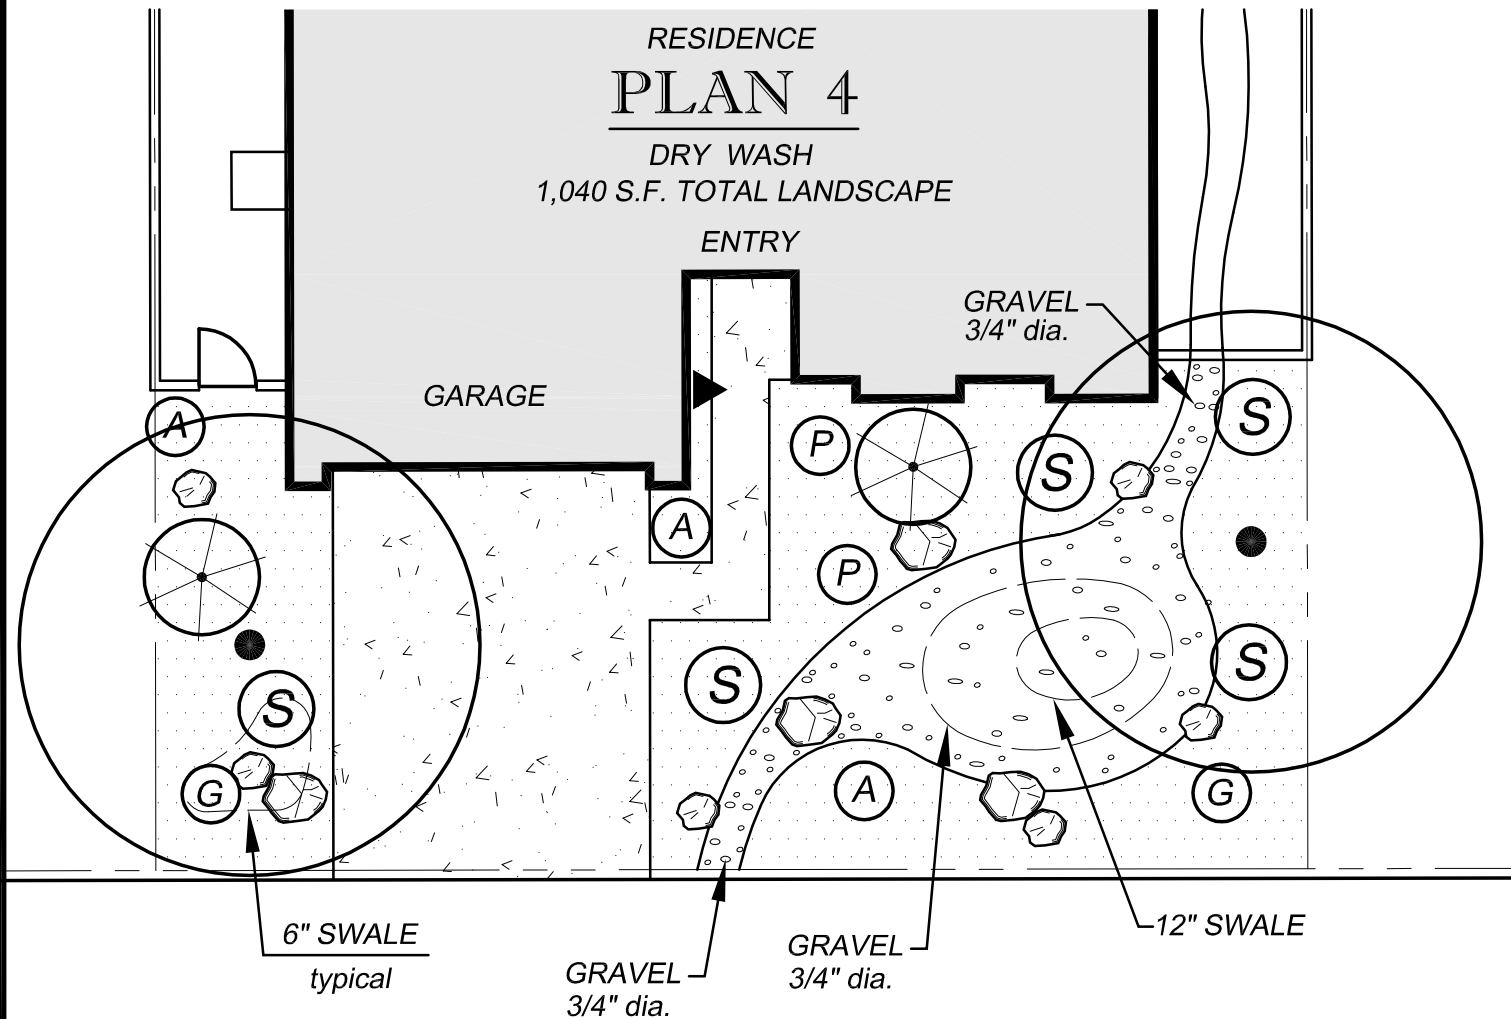 RESIDENCE
PLAN 4
DRY WASH
1,040 S.F. TOTAL LANDSCAPE
ENTRY
GRAVEL
3/4" dia.
GARAGE
A
P
S
S
A
P
S
S
S
G
A
G
6" SWALE
typical
GRAVEL
3/4" dia.
GRAVEL
3/4" dia.
12" SWALE